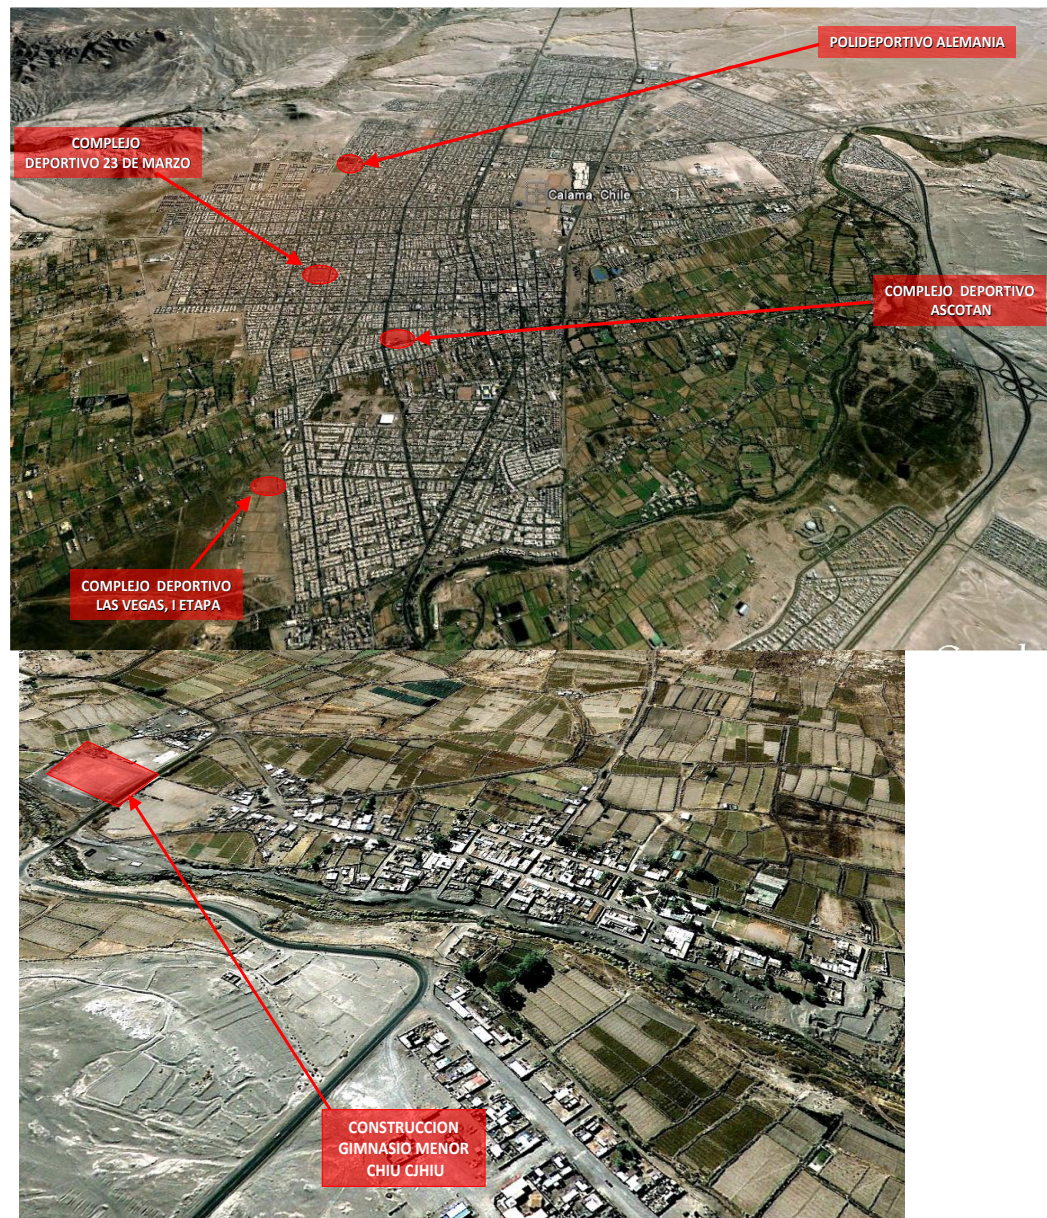 POLIDEPORTIVO ALEMANIA
COMPLEJO
DEPORTIVO 23 DE MARZO
Calama, Chile
COMPLEJO DEPORTIVO
ASCOTAN
COMPLEJO DEPORTIVO
LAS VEGAS, I ETAPA
CONSTRUCCION
GIMNASIO MENOR
CHIU CJHIU